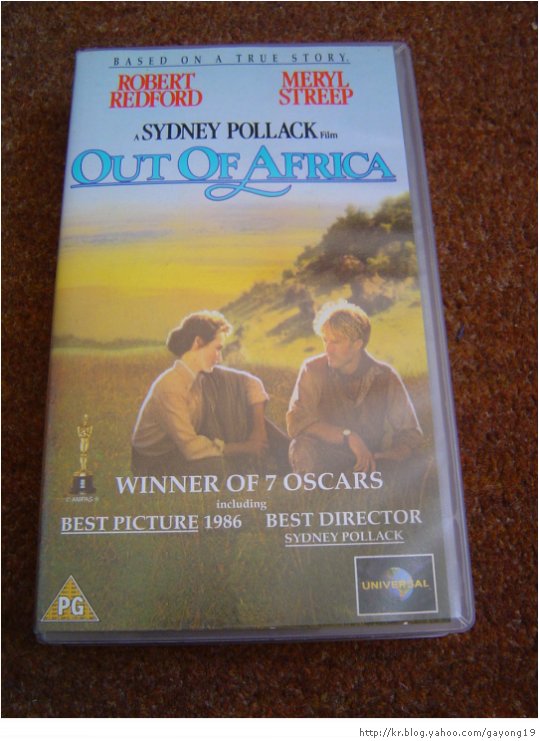 BASED ON A TRUE STORY.
ROBERT REDFORD
MERYL STREEP
A SYDNEY POLLACK Film
OUT OF AFRICA
WINNER OF 7 OSCARS
including
BEST PICTURE 1986
BEST DIRECTOR
SYDNEY POLLACK
UNIVERSAL
PG
http://kr.blog.yahoo.com/gayong19